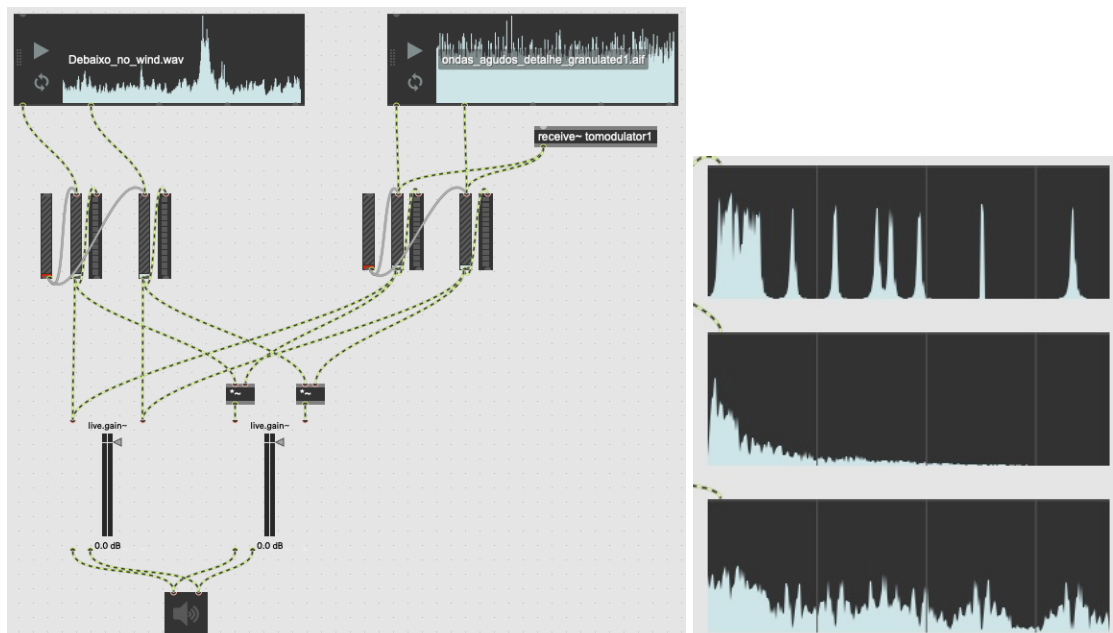 Debaixo_no_wind.wav
ondas_agudos_detalhe_granulated1.aif
receive~ tomodulator1
*~
*~
live.gain~
live.gain~
0.0 dB
0.0 dB